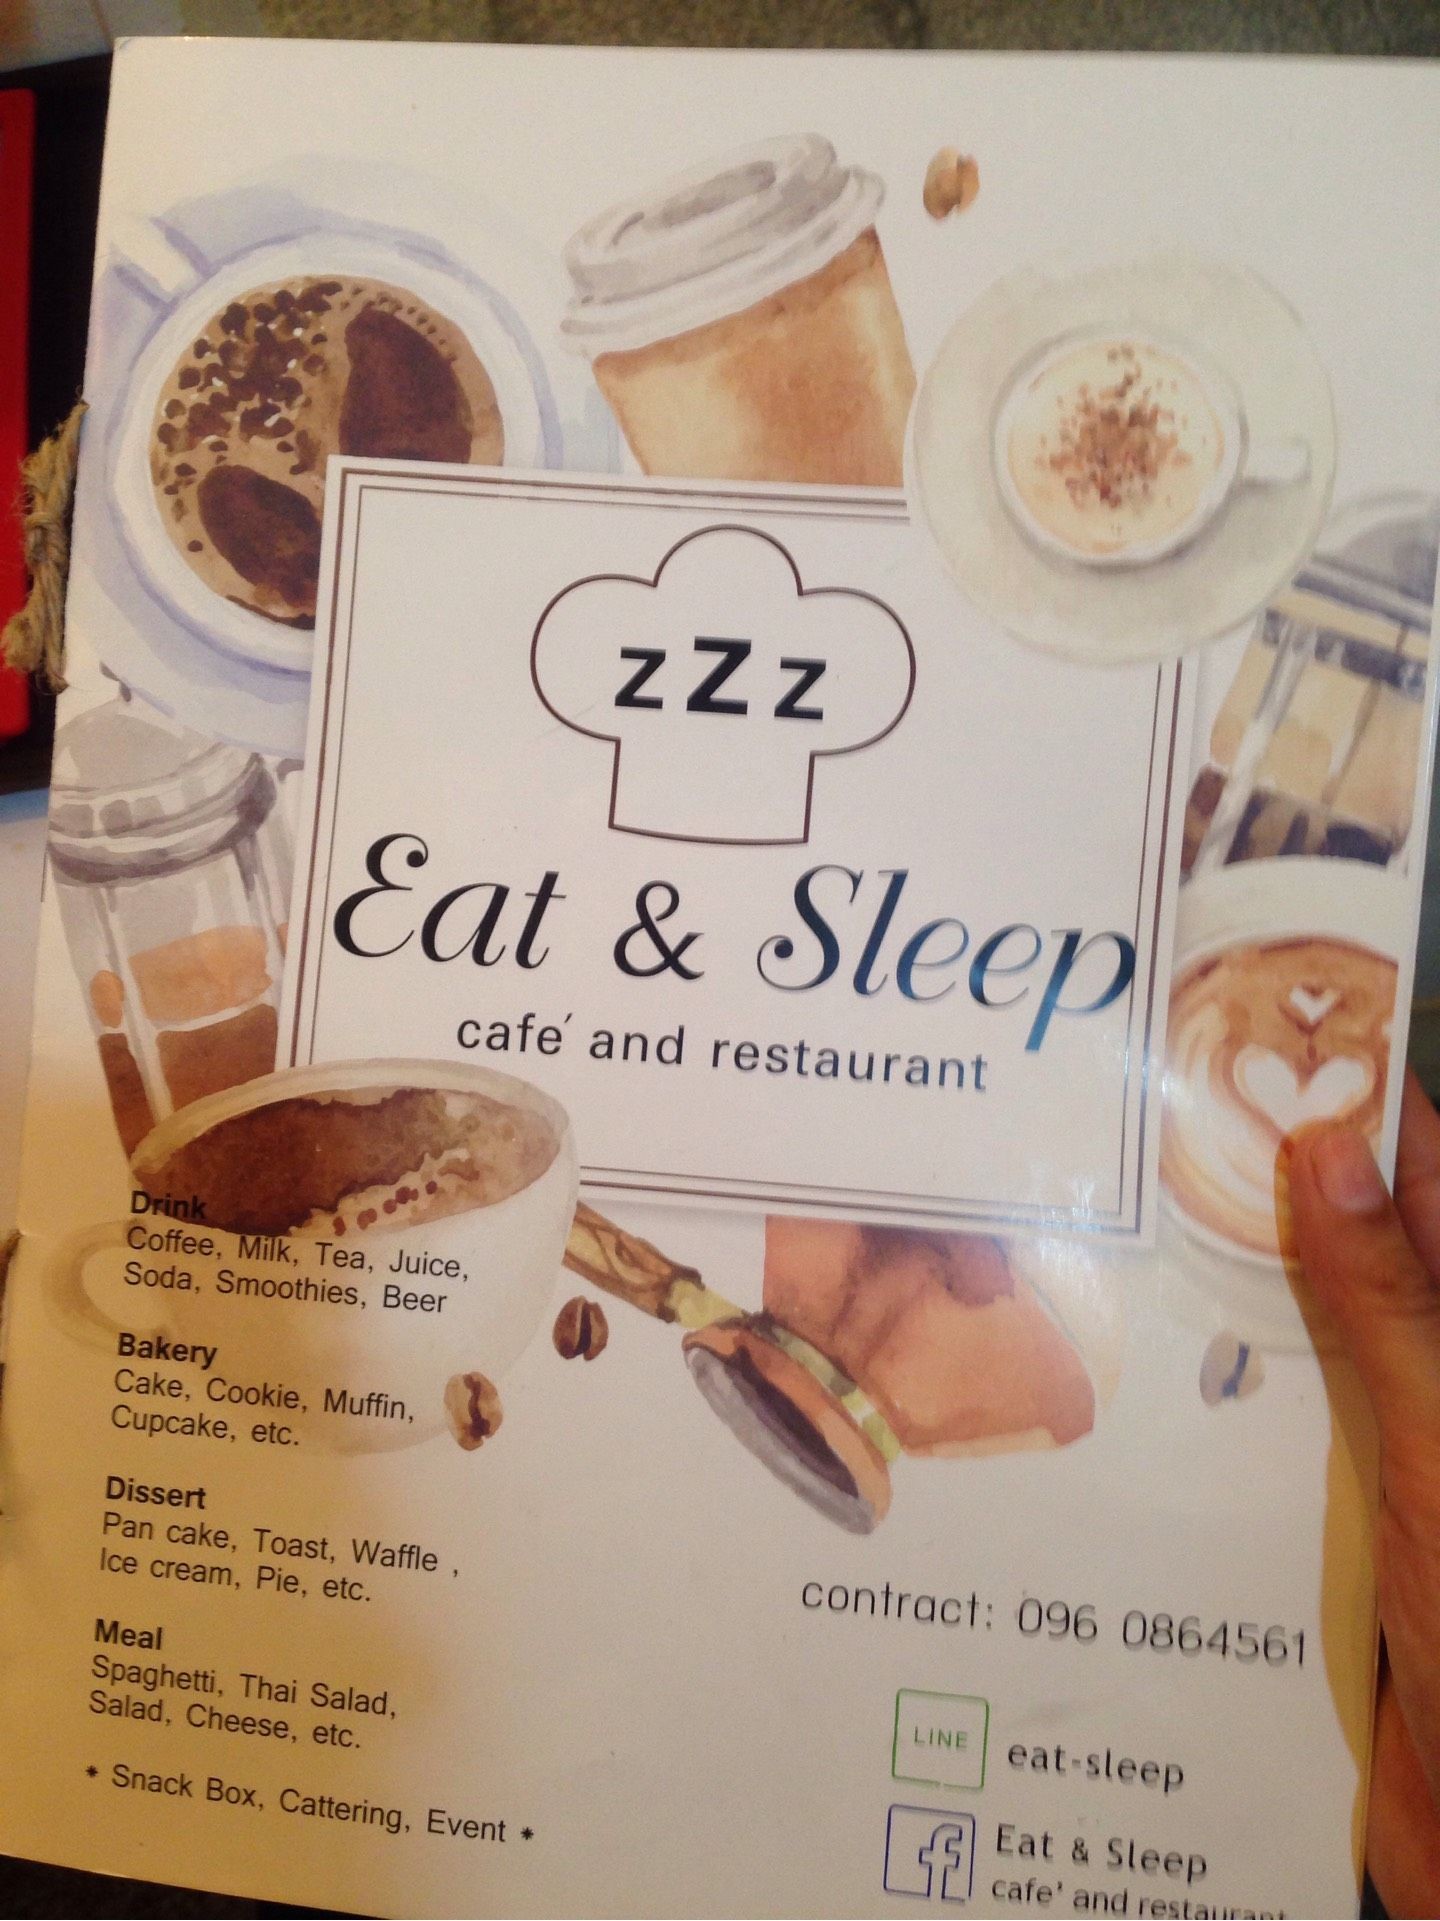 zZz
Eat & Sleep
café and restaurant
Drink
Coffee, Milk, Tea, Juice,
Soda, Smoothies, Beer
Bakery
Cake, Cookie, Muffin,
Cupcake, etc.
Dissert
Pan cake, Toast, Waffle ,
Ice cream, Pie, etc.
Meal
Spaghetti, Thai Salad,
Salad, Cheese, etc.
* Snack Box, Cattering, Event *
contract: 096 0864561
LINE eat-sleep
f Eat & Sleep
cafe' and restaurant